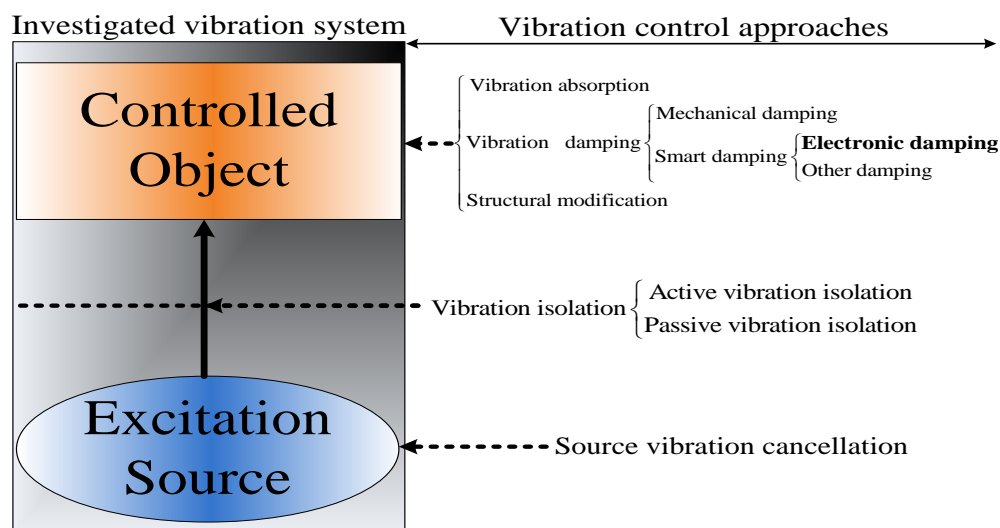 Investigated vibration system
Vibration control approaches
Controlled
Object
Vibration absorption
Vibration damping
Mechanical damping
Smart damping
Electronic damping
Other damping
Structural modification
Vibration isolation
Active vibration isolation
Passive vibration isolation
Excitation
Source
Source vibration cancellation